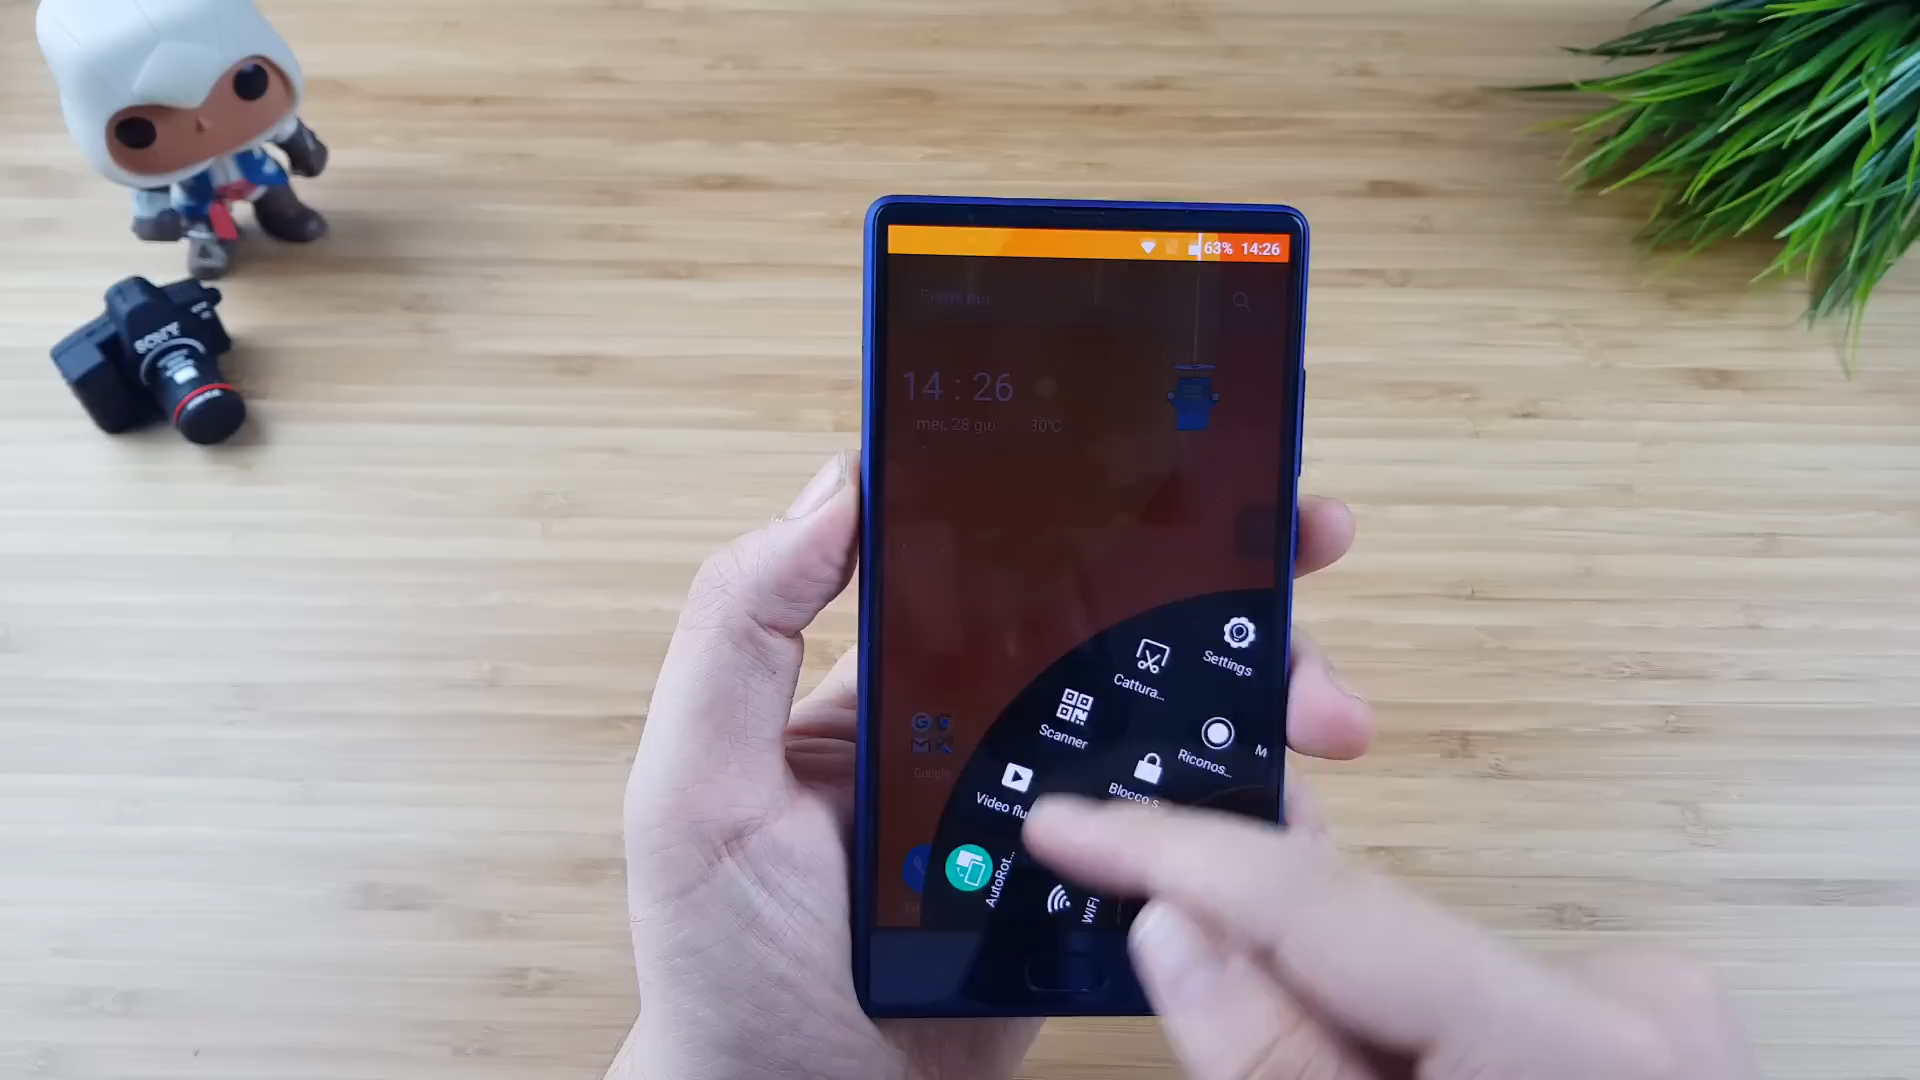 SONY
63% 14:26
14 : 26
mer, 28 giu 30°C
Settings
Cattura...
Scanner
Riconos...
M
Blocco s
Video flu
AutoRot...
WiFi
Google